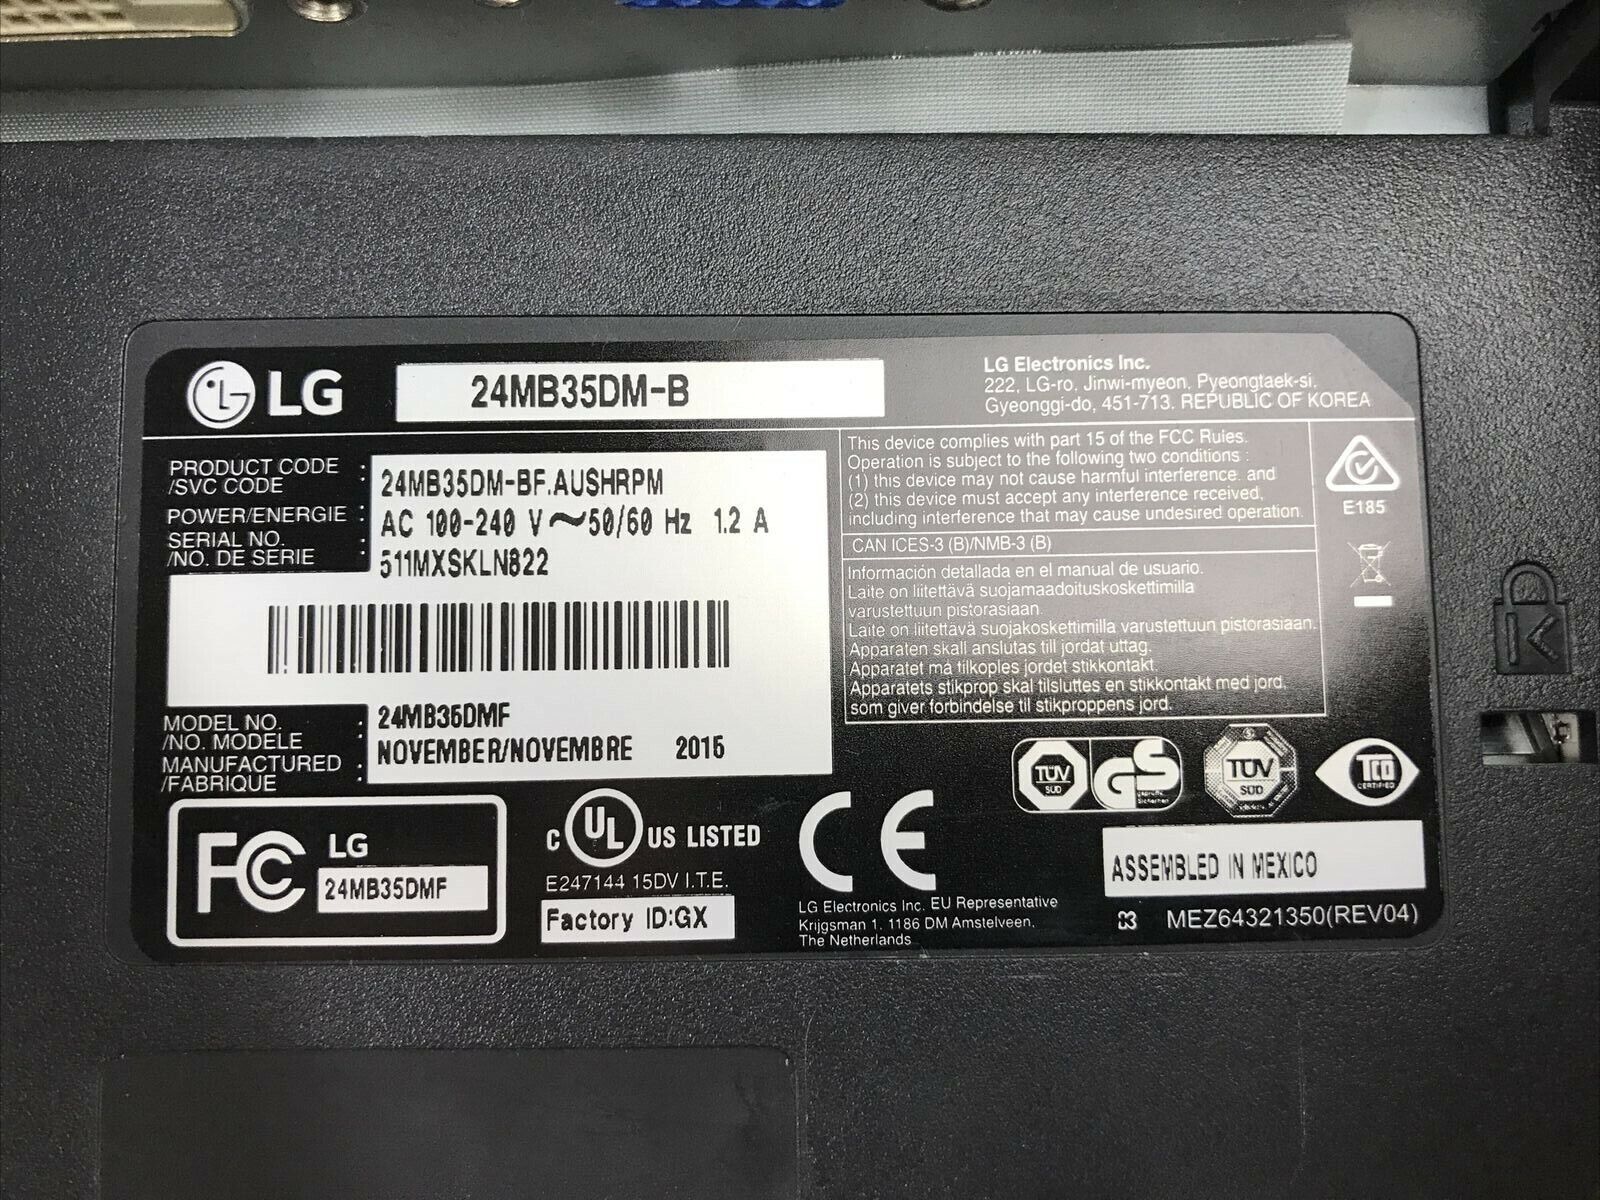 LG 24MB35DM-B
LG Electronics Inc.
222, LG-ro, Jinwi-myeon, Pyeongtaek-si,
Gyeonggi-do, 451-713, REPUBLIC OF KOREA
PRODUCT CODE
/SVC CODE : 24MB35DM-BF.AUSHRPM
POWER/ENERGIE : AC 100-240 V ~ 50/60 Hz 1.2 A
SERIAL NO.
/NO. DE SERIE : 511MXSKLN822
MODEL NO.
/NO. MODELE : 24MB35DMF
MANUFACTURED
/FABRIQUE : NOVEMBER/NOVEMBRE 2015
This device complies with part 15 of the FCC Rules.
Operation is subject to the following two conditions :
(1) this device may not cause harmful interference, and
(2) this device must accept any interference received,
including interference that may cause undesired operation.
CAN ICES-3 (B)/NMB-3 (B)
Información detallada en el manual de usuario.
Laite on liitettävä suojamaadoituskoskettimilla
varustettuun pistorasiaan.
Laite on liitettävä suojakoskettimilla varustettuun pistorasiaan.
Apparaten skall anslutas till jordat uttag.
Apparatet må tilkoples jordet stikkontakt.
Apparatets stikprop skal tilsluttes en stikkontakt med jord,
som giver forbindelse til stikproppens jord.
E185
FC LG
24MB35DMF
C UL US LISTED
E247144 15DV I.T.E.
Factory ID:GX
CE
LG Electronics Inc. EU Representative
Krijgsman 1, 1186 DM Amstelveen,
The Netherlands
TÜV
SÜD
GS
geprüfte
Sicherheit
TÜV
SÜD
TCO
CERTIFIED
ASSEMBLED IN MEXICO
MEZ64321350(REV04)
K